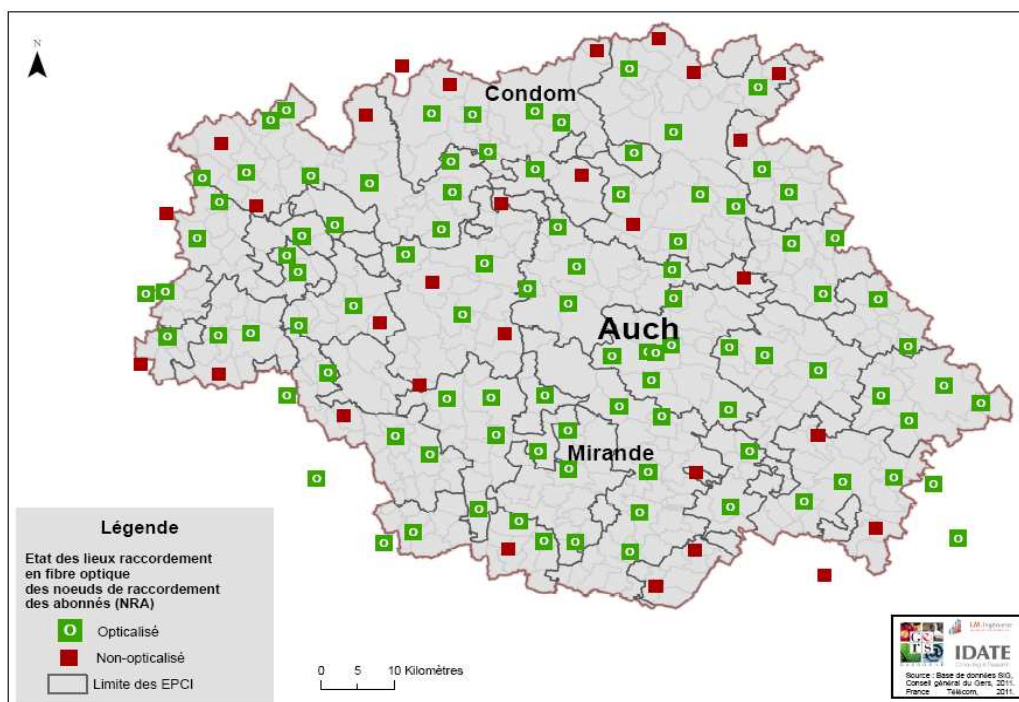 N
Condom
Auch
Mirande
Légende
Etat des lieux raccordement
en fibre optique
des noeuds de raccordement
des abonnés (NRA)
O Opticalisé
Non-opticalisé
Limite des EPCI
0 5 10 Kilomètres
IDATE
Source : Base de données SIG,
Conseil général du Gers, 2011.
France Télécom, 2011.